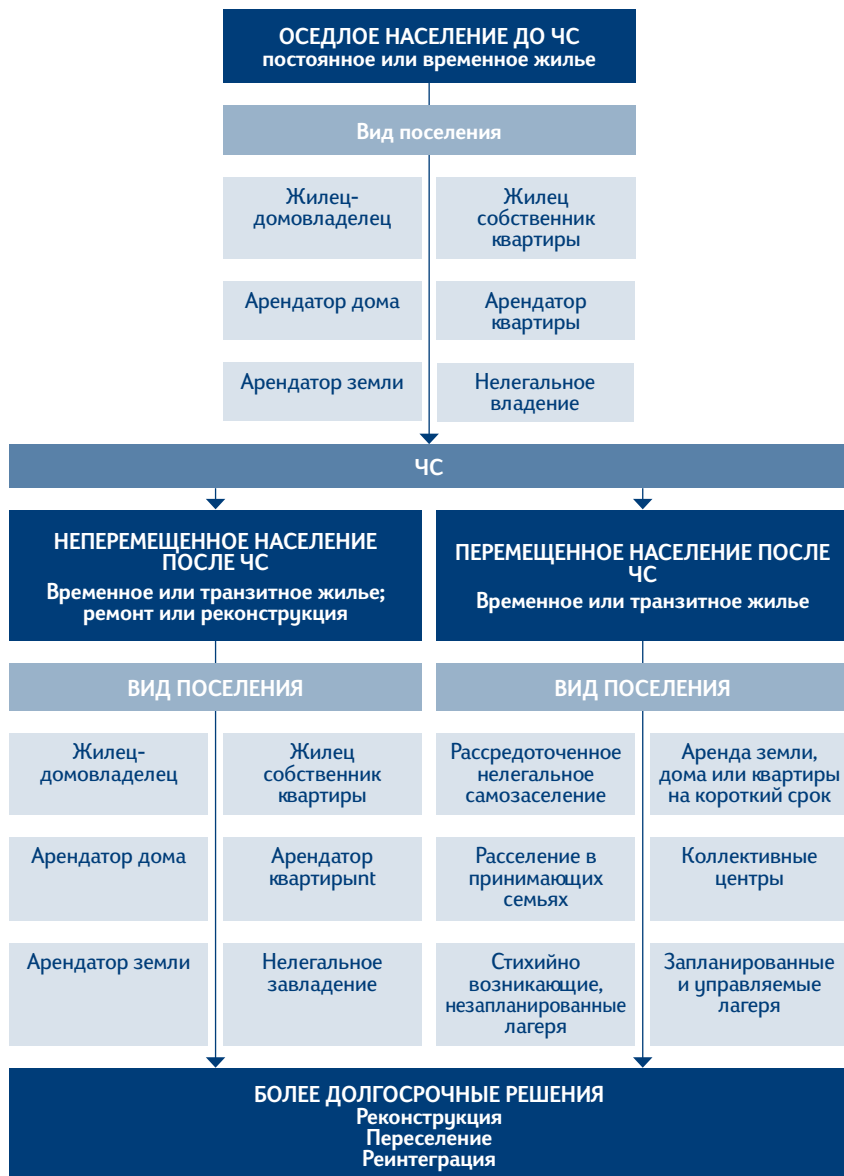 ОСЕДЛОЕ НАСЕЛЕНИЕ ДО ЧС
постоянное или временное жилье
Вид поселения
Жилец-
домовладелец
Жилец
собственник
квартиры
Арендатор дома
Арендатор
квартиры
Арендатор земли
Нелегальное
владение
ЧС
НЕПЕРЕМЕЩЕННОЕ НАСЕЛЕНИЕ
ПОСЛЕ ЧС
Временное или транзитное жилье;
ремонт или реконструкция
ПЕРЕМЕЩЕННОЕ НАСЕЛЕНИЕ ПОСЛЕ
ЧС
Временное или транзитное жилье
ВИД ПОСЕЛЕНИЯ
ВИД ПОСЕЛЕНИЯ
Жилец-
домовладелец
Жилец
собственник
квартиры
Рассредоточенное
нелегальное
самозаселение
Аренда земли,
дома или квартиры
на короткий срок
Арендатор дома
Арендатор
квартирыnt
Расселение в
принимающих
семьях
Коллективные
центры
Арендатор земли
Нелегальное
завладение
Стихийно
возникающие,
незапланированные
лагеря
Запланированные
и управляемые
лагеря
БОЛЕЕ ДОЛГОСРОЧНЫЕ РЕШЕНИЯ
Реконструкция
Переселение
Реинтеграция